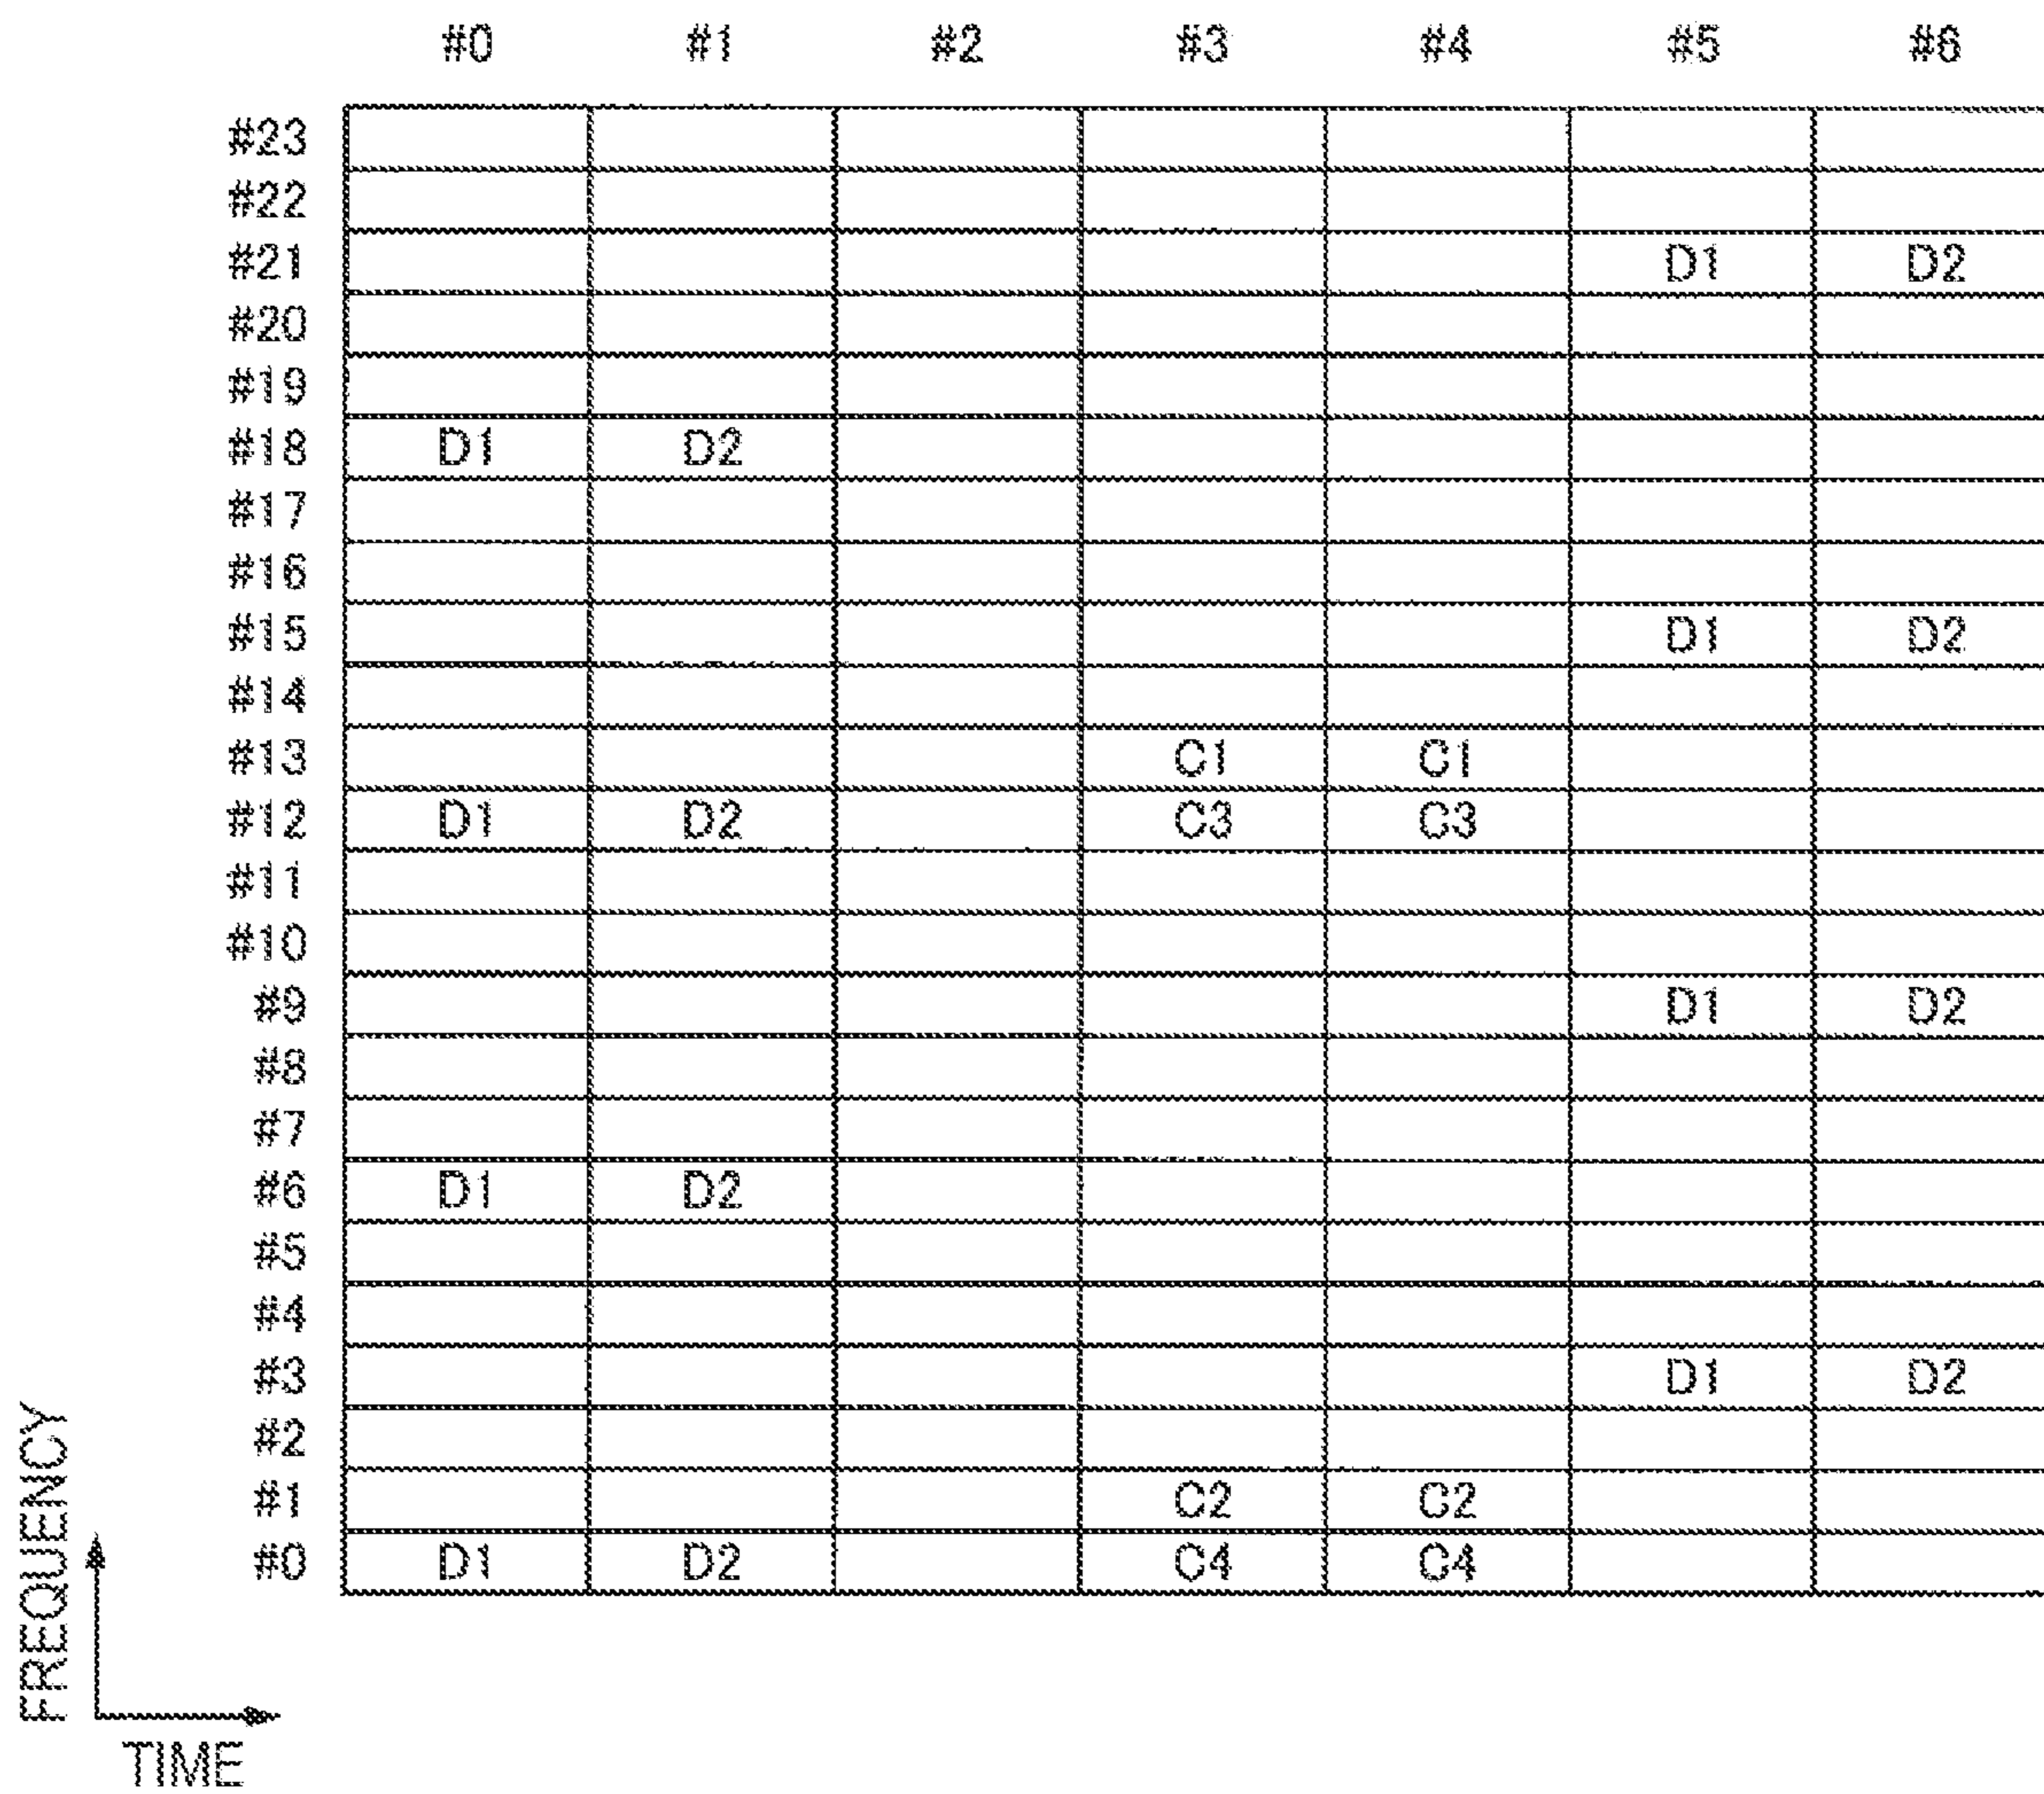 #0 #1 #2 #3 #4 #5 #6
#23
#22
#21 D1 D2
#20
#19
#18 D1 D2
#17
#16
#15 D1 D2
#14
#13 C1 C1
#12 D1 D2 C3 C3
#11
#10
#9 D1 D2
#8
#7
#6 D1 D2
#5
#4
#3 D1 D2
#2
#1 C2 C2
#0 D1 D2 C4 C4
FREQUENCY
TIME